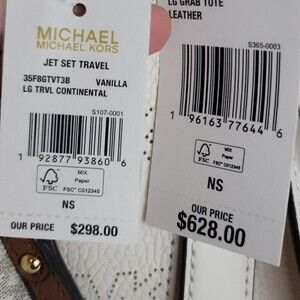 MICHAEL
MICHAEL KORS
JET SET TRAVEL
35F8GTVT3B VANILLA
LG TRVL CONTINENTAL
S107-0001
1 92877 93860 6
FSC
MIX
Paper
FSC® C012345
NS
OUR PRICE $298.00
LG GRAB TOTE
LEATHER
S365-0003
1 96163 77644 6
FSC
MIX
Paper
FSC® C012345
NS
OUR PRICE
$628.00